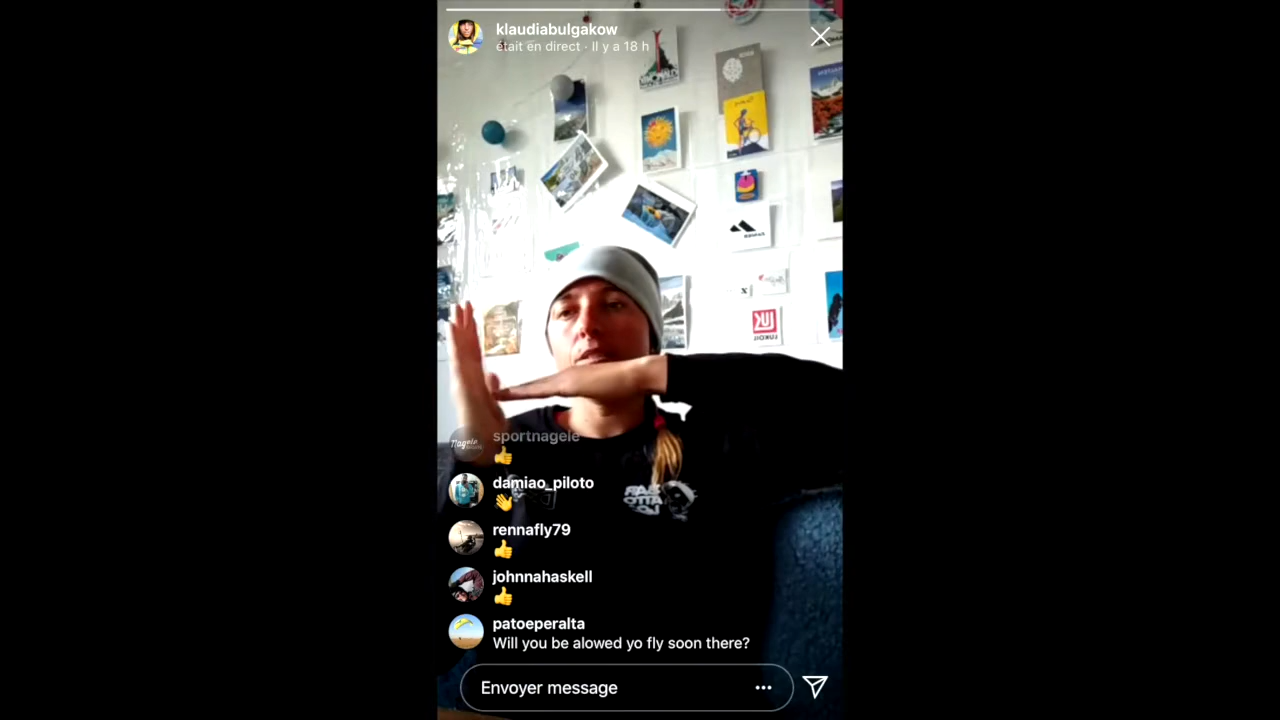 klaudiabulgakow
était en direct · Il y a 18 h
sportnagele
damiao_piloto
rennafly79
johnnahaskell
patoeperalta
Will you be alowed yo fly soon there?
Envoyer message